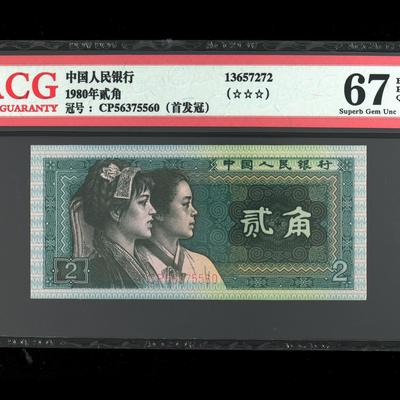 ACG
GUARANTY
中国人民银行
1980年贰角
冠号：CP56375560（首发冠）
13657272
(☆☆☆)
67
Superb Gem Unc
中国人民银行
贰角
CP56375560
2
2